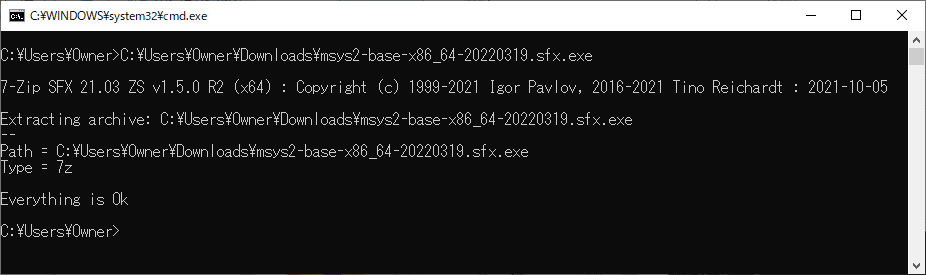 C:¥WINDOWS¥system32¥cmd.exe
C:¥Users¥Owner>C:¥Users¥Owner¥Downloads¥msys2-base-x86_64-20220319.sfx.exe
7-Zip SFX 21.03 ZS v1.5.0 R2 (x64) : Copyright (c) 1999-2021 Igor Pavlov, 2016-2021 Tino Reichardt : 2021-10-05
Extracting archive: C:¥Users¥Owner¥Downloads¥msys2-base-x86_64-20220319.sfx.exe
--
Path = C:¥Users¥Owner¥Downloads¥msys2-base-x86_64-20220319.sfx.exe
Type = 7z
Everything is Ok
C:¥Users¥Owner>